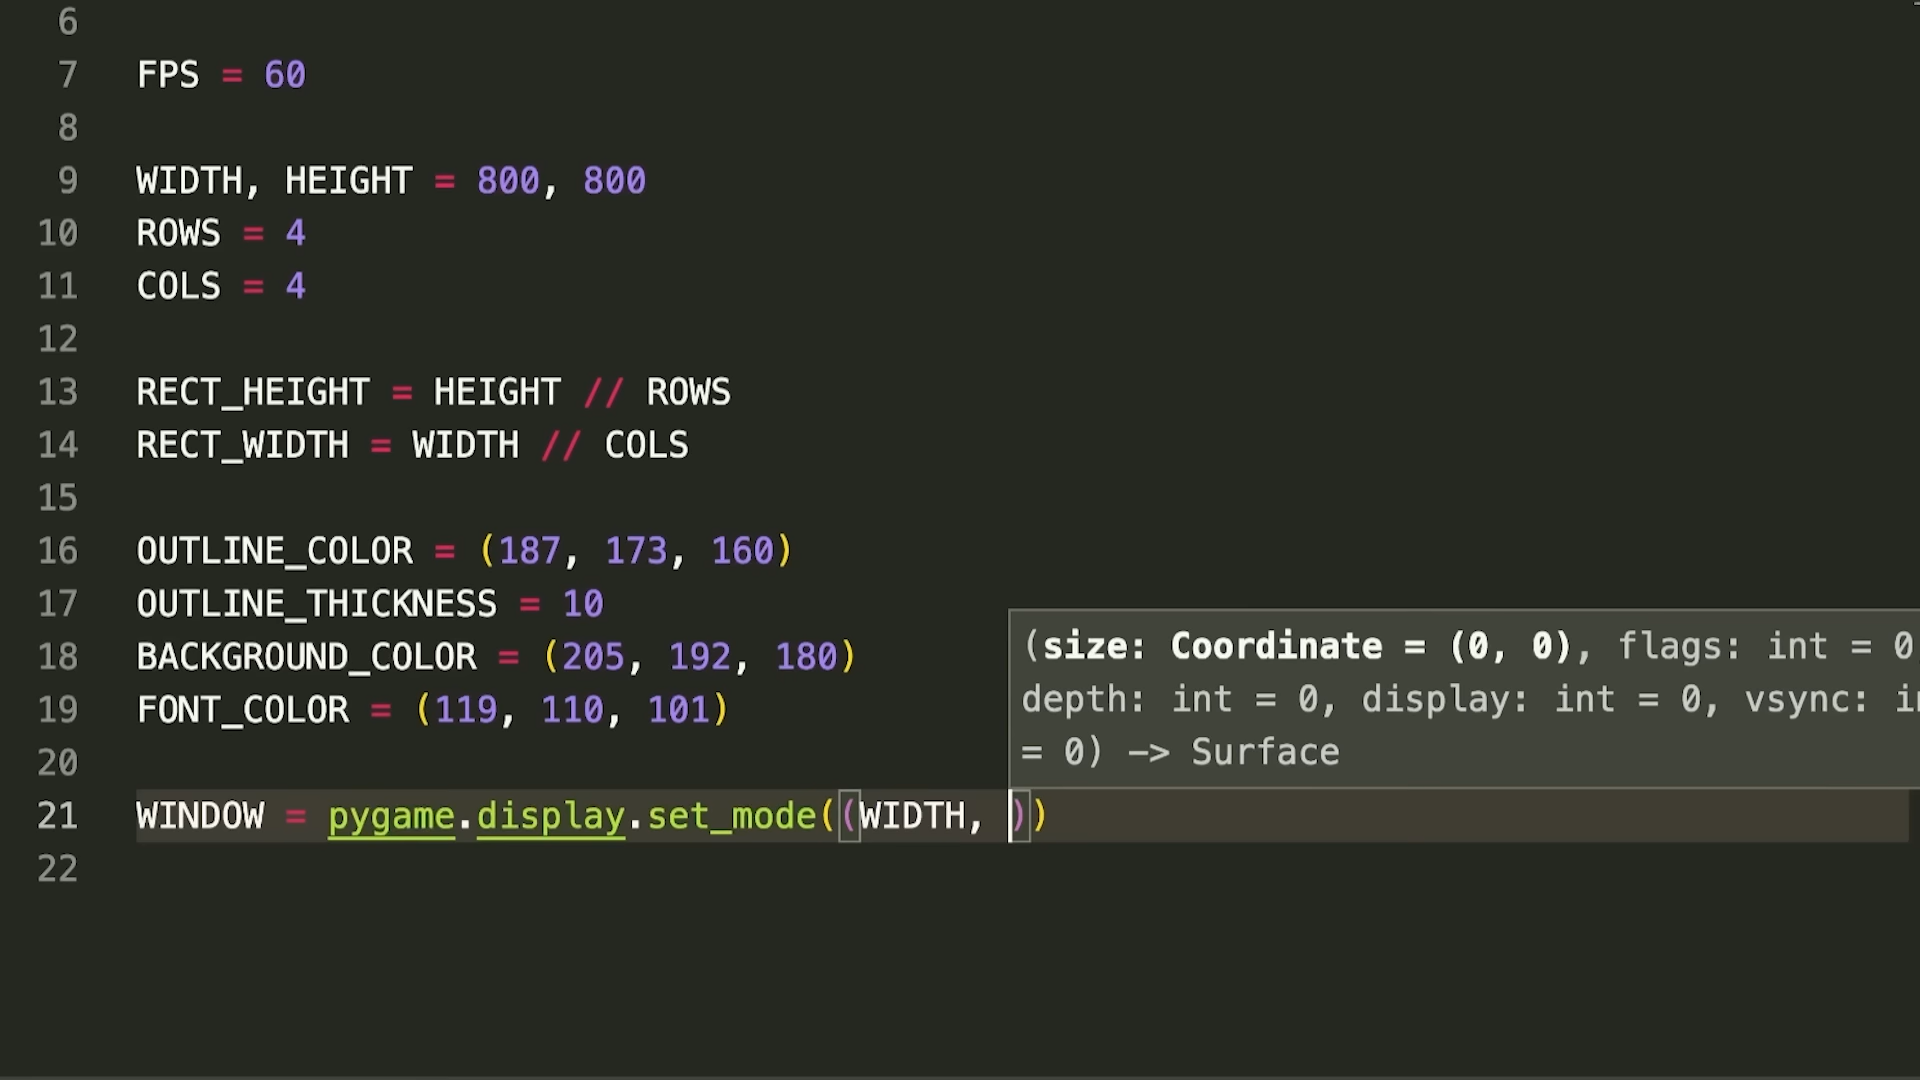 6
7 FPS = 60
8
9 WIDTH, HEIGHT = 800, 800
10 ROWS = 4
11 COLS = 4
12
13 RECT_HEIGHT = HEIGHT // ROWS
14 RECT_WIDTH = WIDTH // COLS
15
16 OUTLINE_COLOR = (187, 173, 160)
17 OUTLINE_THICKNESS = 10
18 BACKGROUND_COLOR = (205, 192, 180)
19 FONT_COLOR = (119, 110, 101)
20
(size: Coordinate = (0, 0), flags: int = 0
depth: int = 0, display: int = 0, vsync:
= 0) -> Surface
21 WINDOW = pygame.display.set_mode((WIDTH, ))
22